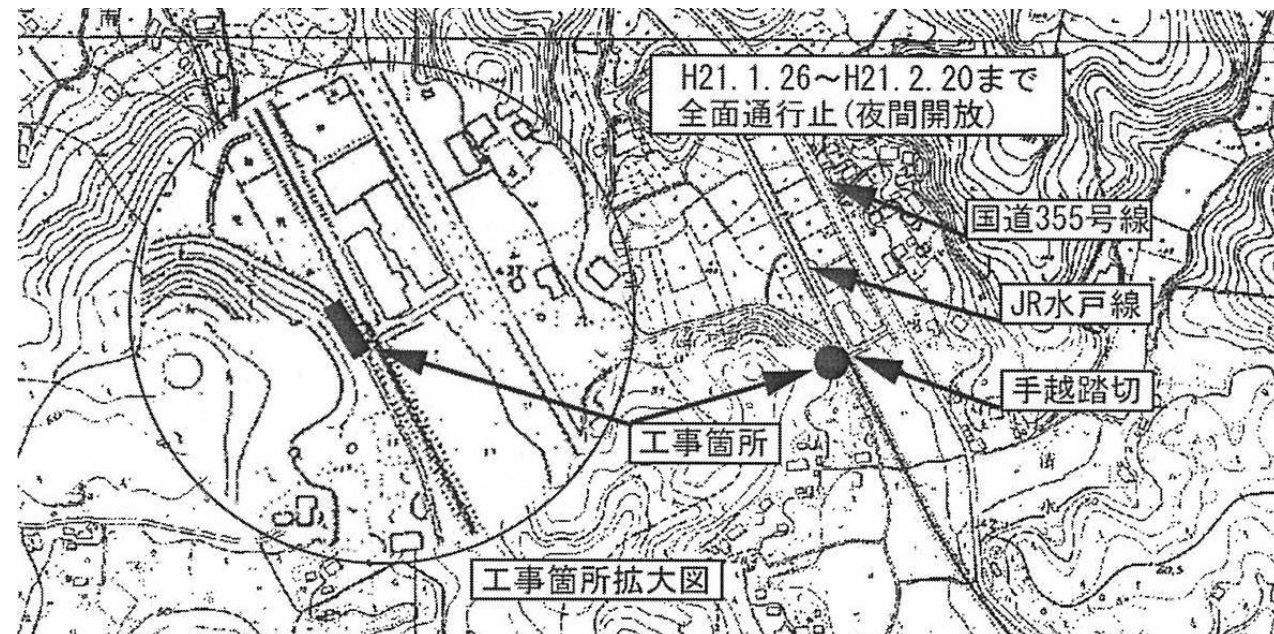 H21.1.26～H21.2.20まで
全面通行止(夜間開放)
国道355号線
JR水戸線
手越踏切
工事箇所
工事箇所拡大図